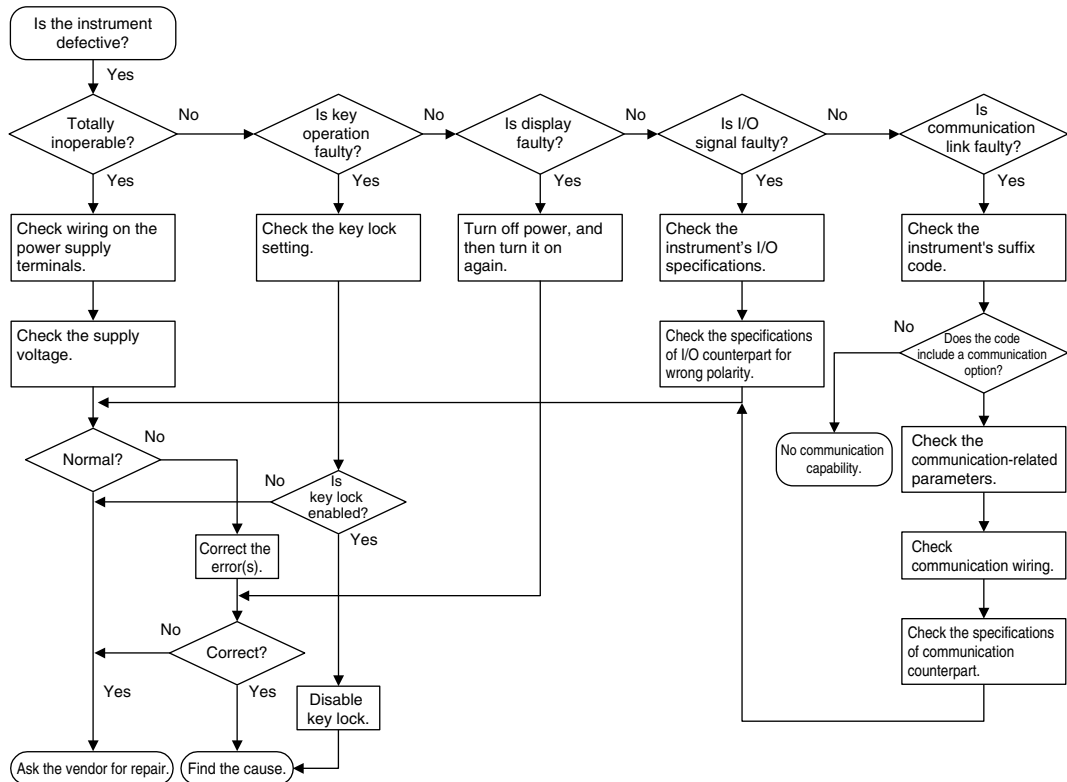 Is the instrument
defective?
Yes
Totally
inoperable?
No
Is key
operation
faulty?
No
Is display
faulty?
No
Is I/O
signal faulty?
No
Is
communication
link faulty?
Yes
Yes
Yes
Yes
Yes
Check wiring on the
power supply
terminals.
Check the key lock
setting.
Turn off power, and
then turn it on
again.
Check the
instrument’s I/O
specifications.
Check the
instrument's suffix
code.
Check the supply
voltage.
Check the specifications
of I/O counterpart for
wrong polarity.
No
Does the code
include a communication
option?
No communication
capability.
Check the
communication-related
parameters.
Normal?
No
No
Is
key lock
enabled?
Yes
Correct the
error(s).
Check
communication wiring.
No
Correct?
Check the specifications
of communication
counterpart.
Yes
Yes
Disable
key lock.
Ask the vendor for repair.
Find the cause.